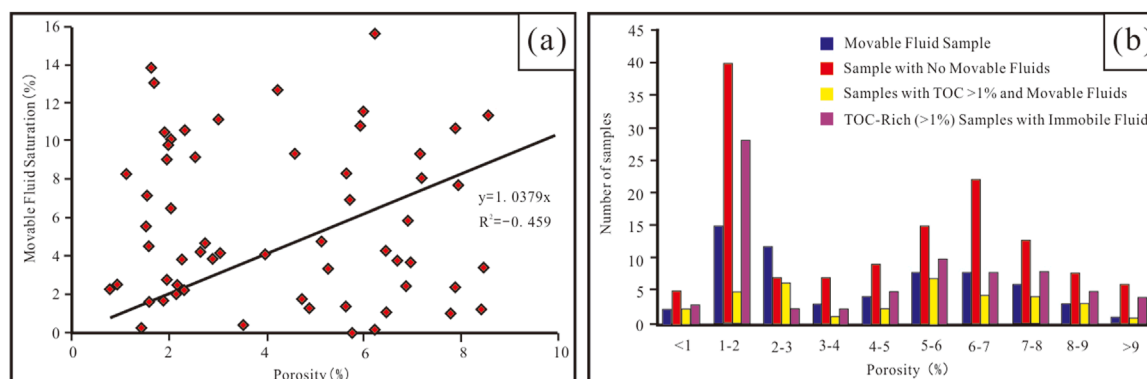 (a)
Movable Fluid Saturation (%)
16
14
12
10
8
6
4
2
0
y=1.0379x
R²=-0.459
0 2 4 6 8 10
Porosity(%)
(b)
Number of samples
45
40
35
30
25
20
15
10
5
0
Movable Fluid Sample
Sample with No Movable Fluids
Samples with TOC >1% and Movable Fluids
TOC-Rich (>1%) Samples with Immobile Fluid
<1 1-2 2-3 3-4 4-5 5-6 6-7 7-8 8-9 >9
Porosity (%)